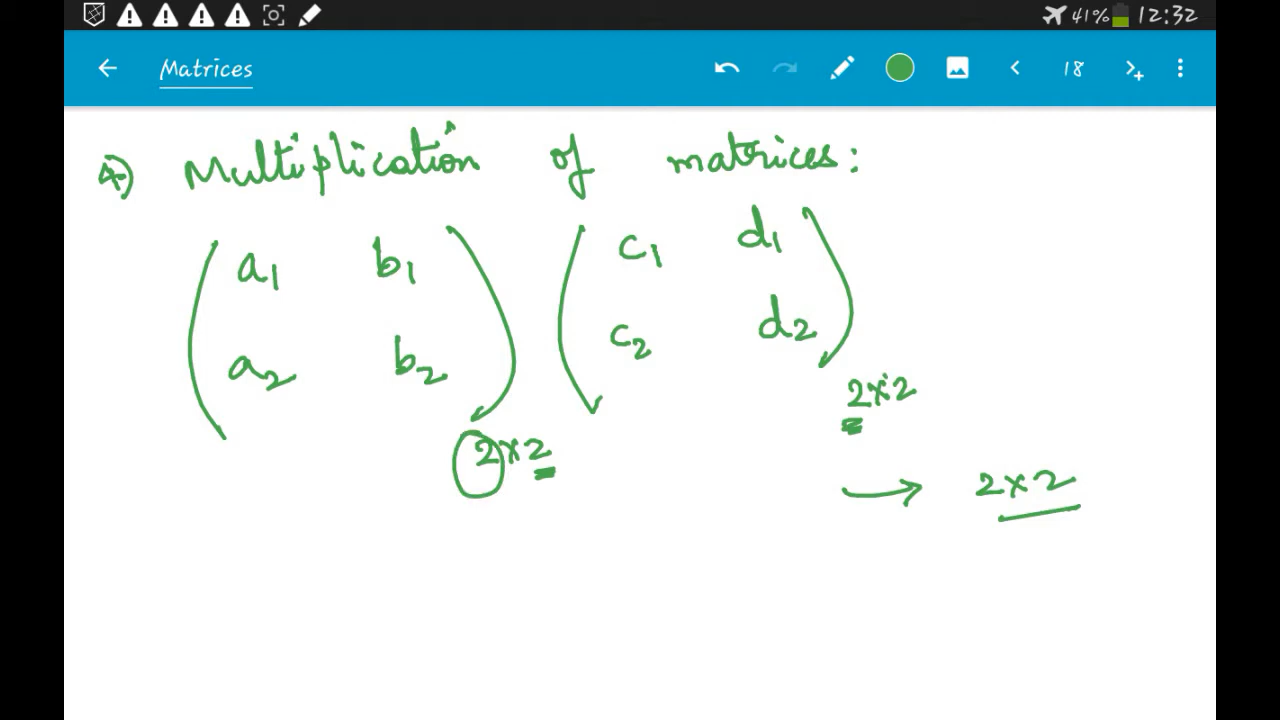 41% 12:32
Matrices 18
4) Multiplication of matrices:
a1 b1 c1 d1
a2 b2 c2 d2
2x2
2x2
2x2